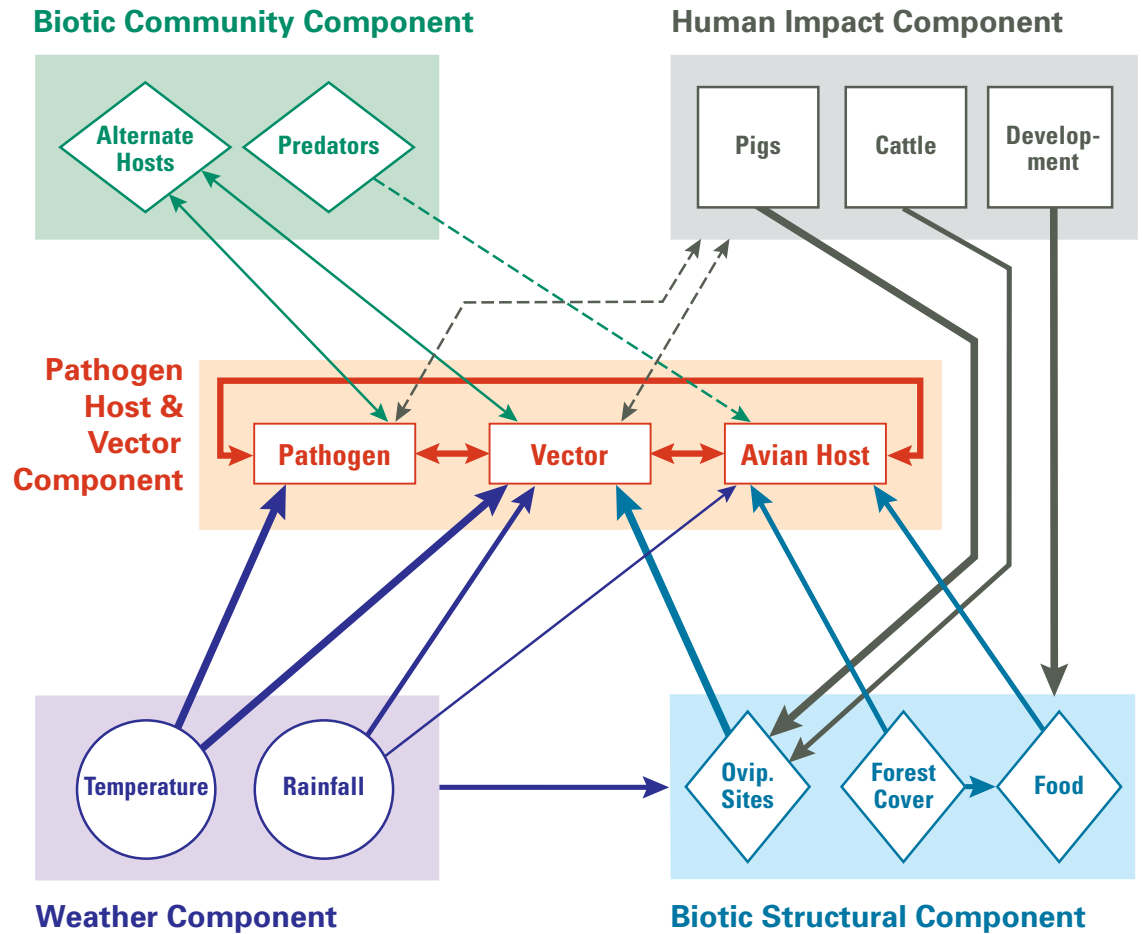 Biotic Community Component
Human Impact Component
Alternate
Hosts
Predators
Pigs
Cattle
Develop-
ment
Pathogen
Host &
Vector
Component
Pathogen
Vector
Avian Host
Temperature
Rainfall
Ovip.
Sites
Forest
Cover
Food
Weather Component
Biotic Structural Component